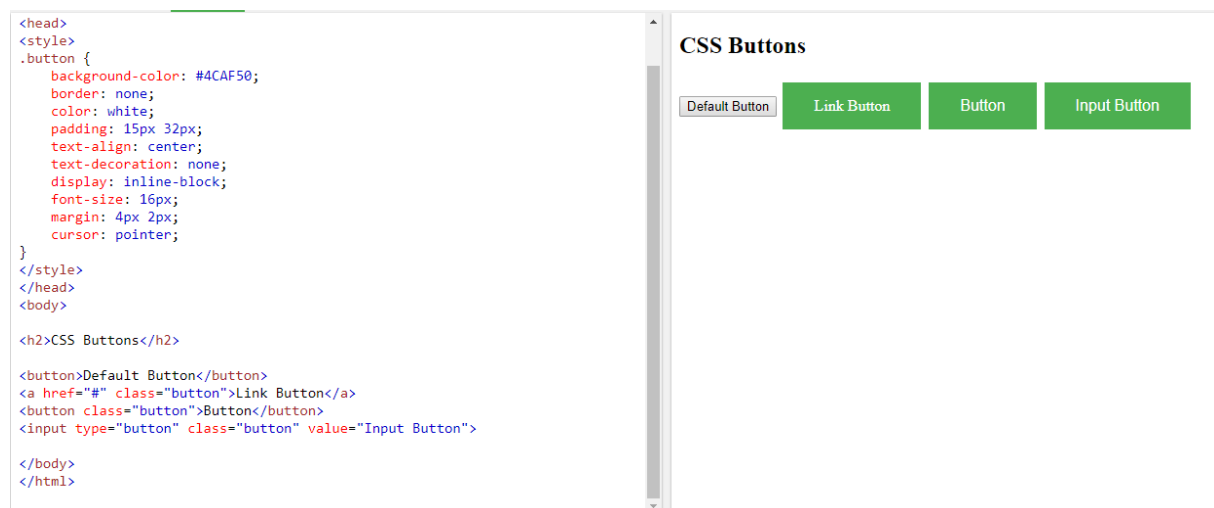 <head>
<style>
.button {
    background-color: #4CAF50;
    border: none;
    color: white;
    padding: 15px 32px;
    text-align: center;
    text-decoration: none;
    display: inline-block;
    font-size: 16px;
    margin: 4px 2px;
    cursor: pointer;
}
</style>
</head>
<body>
<h2>CSS Buttons</h2>
<button>Default Button</button>
<a href="#" class="button">Link Button</a>
<button class="button">Button</button>
<input type="button" class="button" value="Input Button">
</body>
</html>
CSS Buttons
Default Button Link Button Button Input Button